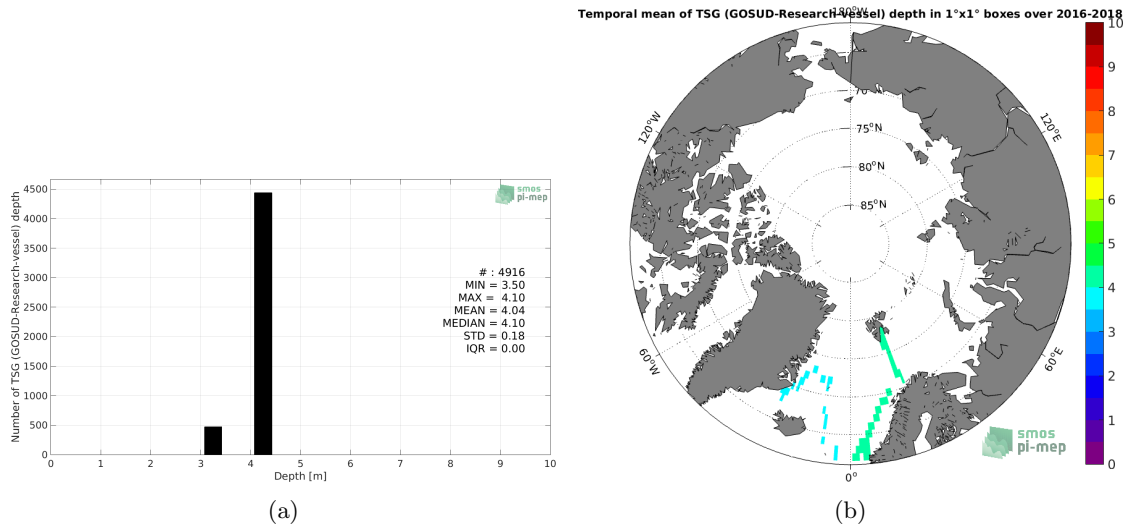 Temporal mean of TSG (GOSUD-Research-vessel) depth in 1°x1° boxes over 2016-2018
180°W
120°W
120°E
70
75°N
80°N
85°N
60°W
60°E
0°
smos
pi-mep
10
9
8
7
6
5
4
3
2
1
0
Number of TSG (GOSUD-Research-vessel) depth
4500
4000
3500
3000
2500
2000
1500
1000
500
0
smos
pi-mep
# : 4916
MIN = 3.50
MAX = 4.10
MEAN = 4.04
MEDIAN = 4.10
STD = 0.18
IQR = 0.00
0 1 2 3 4 5 6 7 8 9 10
Depth [m]
(a)
(b)